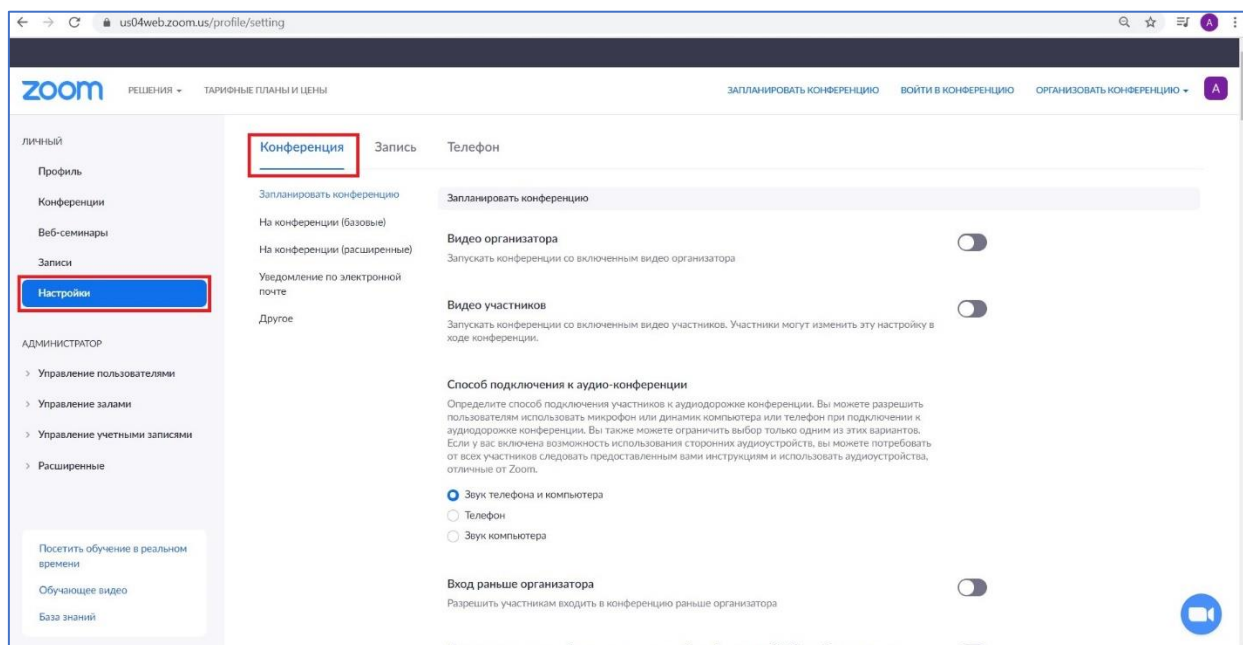 us04web.zoom.us/profile/setting
A
zoom
РЕШЕНИЯ
ТАРИФНЫЕ ПЛАНЫ И ЦЕНЫ
ЗАПЛАНИРОВАТЬ КОНФЕРЕНЦИЮ
ВОЙТИ В КОНФЕРЕНЦИЮ
ОРГАНИЗОВАТЬ КОНФЕРЕНЦИЮ
A
ЛИЧНЫЙ
Профиль
Конференции
Веб-семинары
Записи
Настройки
АДМИНИСТРАТОР
Управление пользователями
Управление залами
Управление учетными записями
Расширенные
Посетить обучение в реальном
времени
Обучающее видео
База знаний
Конференция
Запись
Телефон
Запланировать конференцию
На конференции (базовые)
На конференции (расширенные)
Уведомление по электронной
почте
Другое
Запланировать конференцию
Видео организатора
Запускать конференции со включенным видео организатора
Видео участников
Запускать конференции со включенным видео участников. Участники могут изменить эту настройку в
ходе конференции.
Способ подключения к аудио-конференции
Определите способ подключения участников к аудиодорожке конференции. Вы можете разрешить
пользователям использовать микрофон или динамик компьютера или телефон при подключении к
аудиодорожке конференции. Вы также можете ограничить выбор только одним из этих вариантов.
Если у вас включена возможность использования сторонних аудиоустройств, вы можете потребовать
от всех участников следовать предоставленным вами инструкциям и использовать аудиоустройства,
отличные от Zoom.
Звук телефона и компьютера
Телефон
Звук компьютера
Вход раньше организатора
Разрешить участникам входить в конференцию раньше организатора